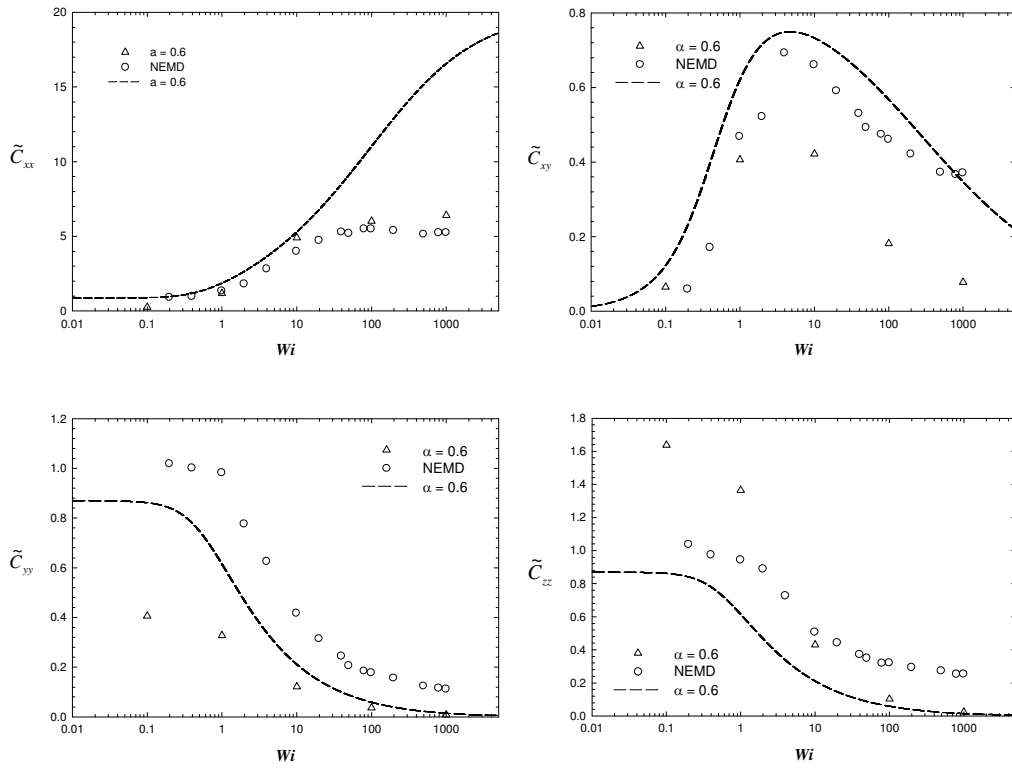 20
15
10
5
0
C̃xx
a = 0.6
NEMD
a = 0.6
0.01 0.1 1 10 100 1000
Wi
0.8
0.6
0.4
0.2
0.0
C̃xy
α = 0.6
NEMD
α = 0.6
0.01 0.1 1 10 100 1000
Wi
1.2
1.0
0.8
0.6
0.4
0.2
0.0
C̃yy
α = 0.6
NEMD
α = 0.6
0.01 0.1 1 10 100 1000
Wi
1.8
1.6
1.4
1.2
1.0
0.8
0.6
0.4
0.2
0.0
C̃zz
α = 0.6
NEMD
α = 0.6
0.01 0.1 1 10 100 1000
Wi